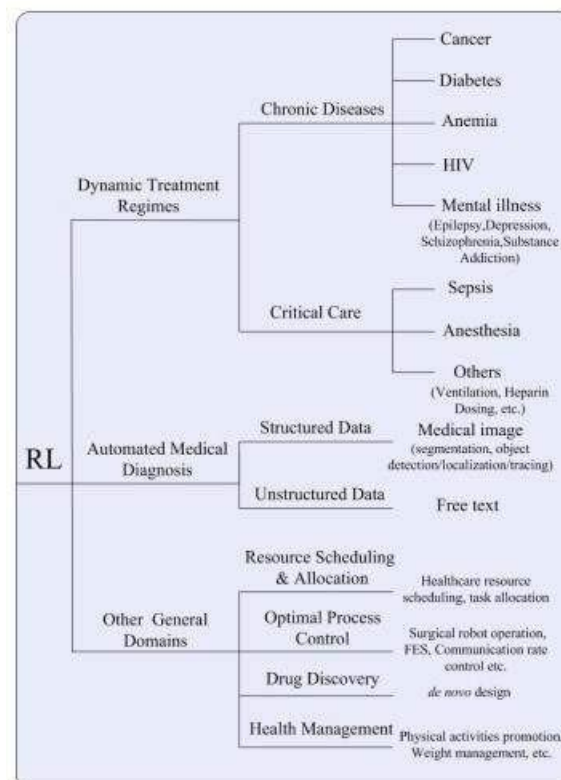 Cancer
Diabetes
Chronic Diseases
Anemia
HIV
Dynamic Treatment
Regimes
Mental illness
(Epilepsy,Depression,
Schizophrenia,Substance
Addiction)
Sepsis
Critical Care
Anesthesia
Others
(Ventilation, Heparin
Dosing, etc.)
RL
Automated Medical
Diagnosis
Structured Data
Medical image
(segmentation, object
detection/localization/tracing)
Unstructured Data
Free text
Other General
Domains
Resource Scheduling
& Allocation
Healthcare resource
scheduling, task allocation
Optimal Process
Control
Surgical robot operation,
FES, Communication rate
control etc.
Drug Discovery
de novo design
Health Management
Physical activities promotion,
Weight management, etc.